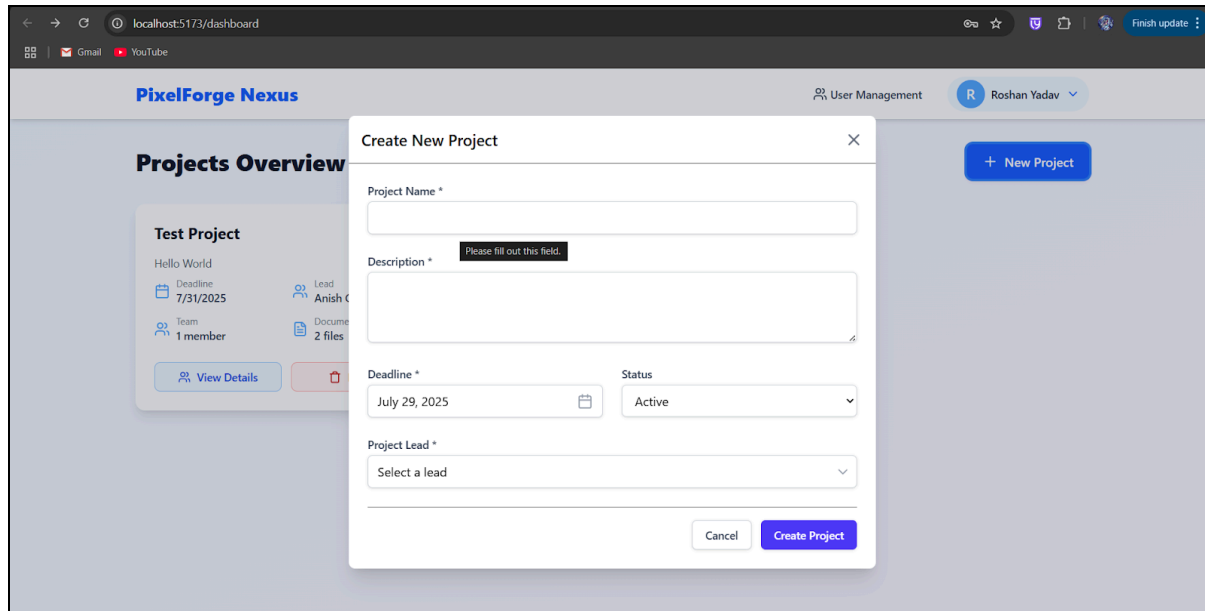 localhost:5173/dashboard
Finish update
Gmail
YouTube
PixelForge Nexus
User Management
R
Roshan Yadav
Projects Overview
+ New Project
Create New Project
Project Name *
Please fill out this field.
Description *
Deadline *
July 29, 2025
Status
Active
Project Lead *
Select a lead
Cancel
Create Project
Test Project
Hello World
Deadline
7/31/2025
Lead
Anish
Team
1 member
2 files
View Details